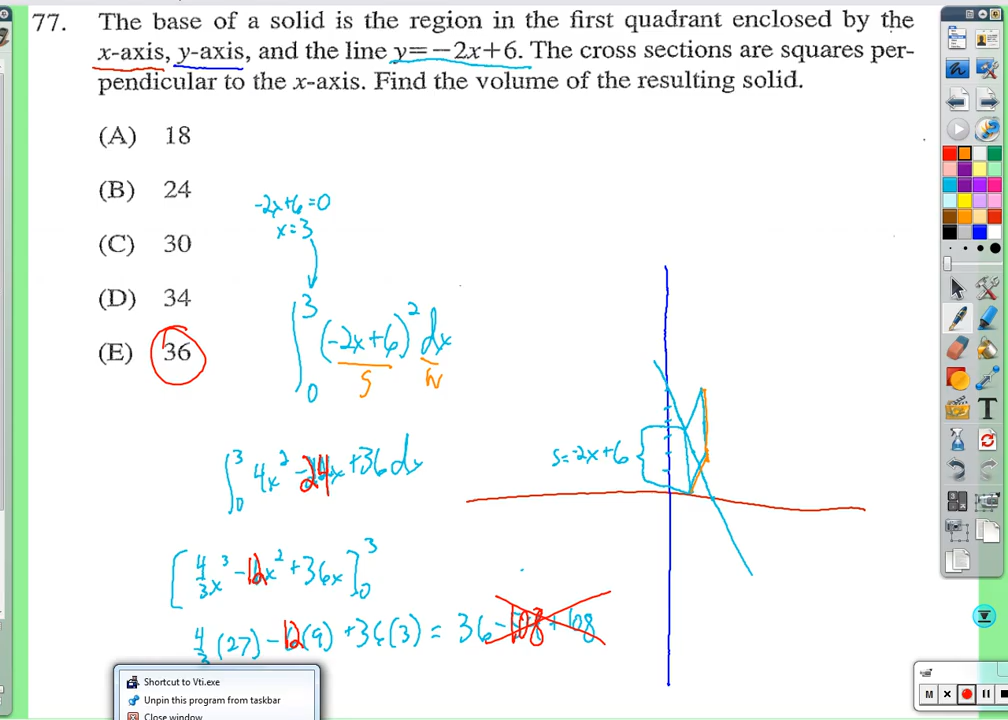 77. The base of a solid is the region in the first quadrant enclosed by the
x-axis, y-axis, and the line y=−2x+6. The cross sections are squares per-
pendicular to the x-axis. Find the volume of the resulting solid.
(A) 18
(B) 24
(C) 30
(D) 34
(E) 36
-2x+6=0
x=3
∫₀³ (-2x+6)² dx
S
w
S=-2x+6
∫₀³ 4x² - 24x +36 dx
[4/3 x³ - 12x² +36x]₀³
4/3 (27) - 12(9) +36(3) = 36 - 108 + 108
Shortcut to Vti.exe
Unpin this program from taskbar
Close window
T
M